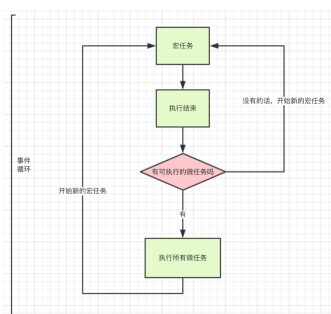 宏任务
没有的话，开始新的宏任务
执行结束
事件
循环
有可执行的微任务吗
开始新的宏任务
有
执行所有微任务